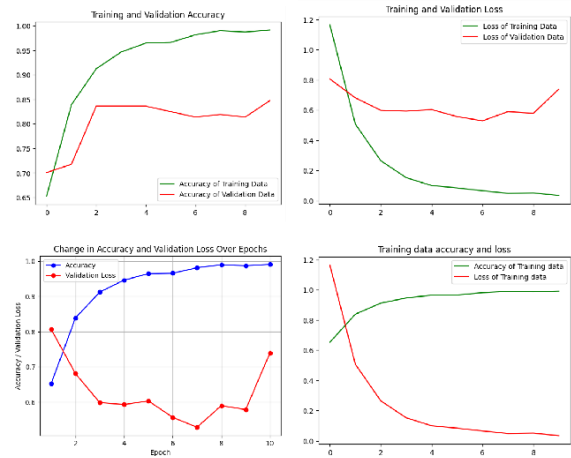 Training and Validation Accuracy
1.00
0.95
0.90
0.85
0.80
0.75
0.70
0.65
Accuracy of Training Data
Accuracy of Validation Data
0 2 4 6 8
Training and Validation Loss
1.2
1.0
0.8
0.6
0.4
0.2
0.0
Loss of Training Data
Loss of Validation Data
0 2 4 6 8
Change in Accuracy and Validation Loss Over Epochs
Accuracy
Validation Loss
Accuracy / Validation Loss
1.0
0.9
0.8
0.7
0.6
2 4 6 8 10
Epoch
Training data accuracy and loss
1.2
1.0
0.8
0.6
0.4
0.2
0.0
Accuracy of Training data
Loss of Training data
0 2 4 6 8